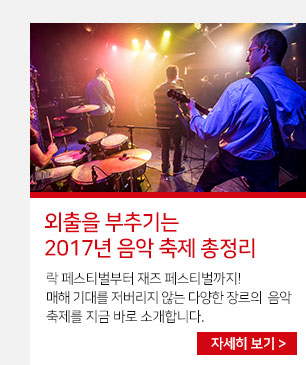 외출을 부추기는
2017년 음악 축제 총정리
락 페스티벌부터 재즈 페스티벌까지!
매해 기대를 저버리지 않는 다양한 장르의 음악
축제를 지금 바로 소개합니다.
자세히 보기 >